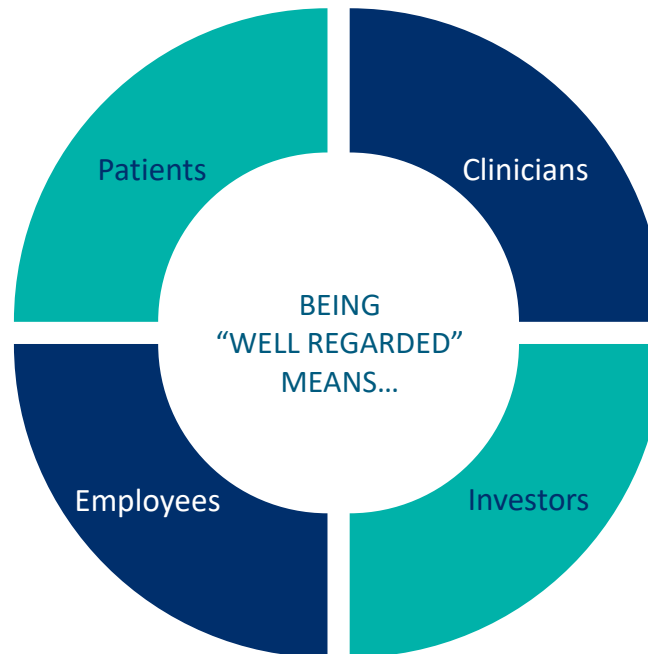 Patients
Clinicians
BEING
“WELL REGARDED”
MEANS…
Employees
Investors